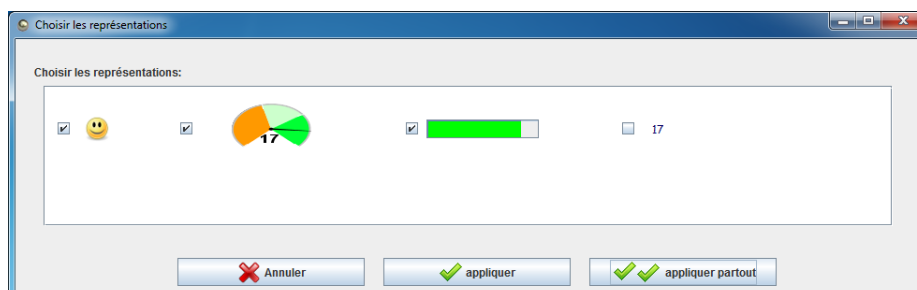 Choisir les représentations
Choisir les représentations:
17
17
Annuler
appliquer
appliquer partout